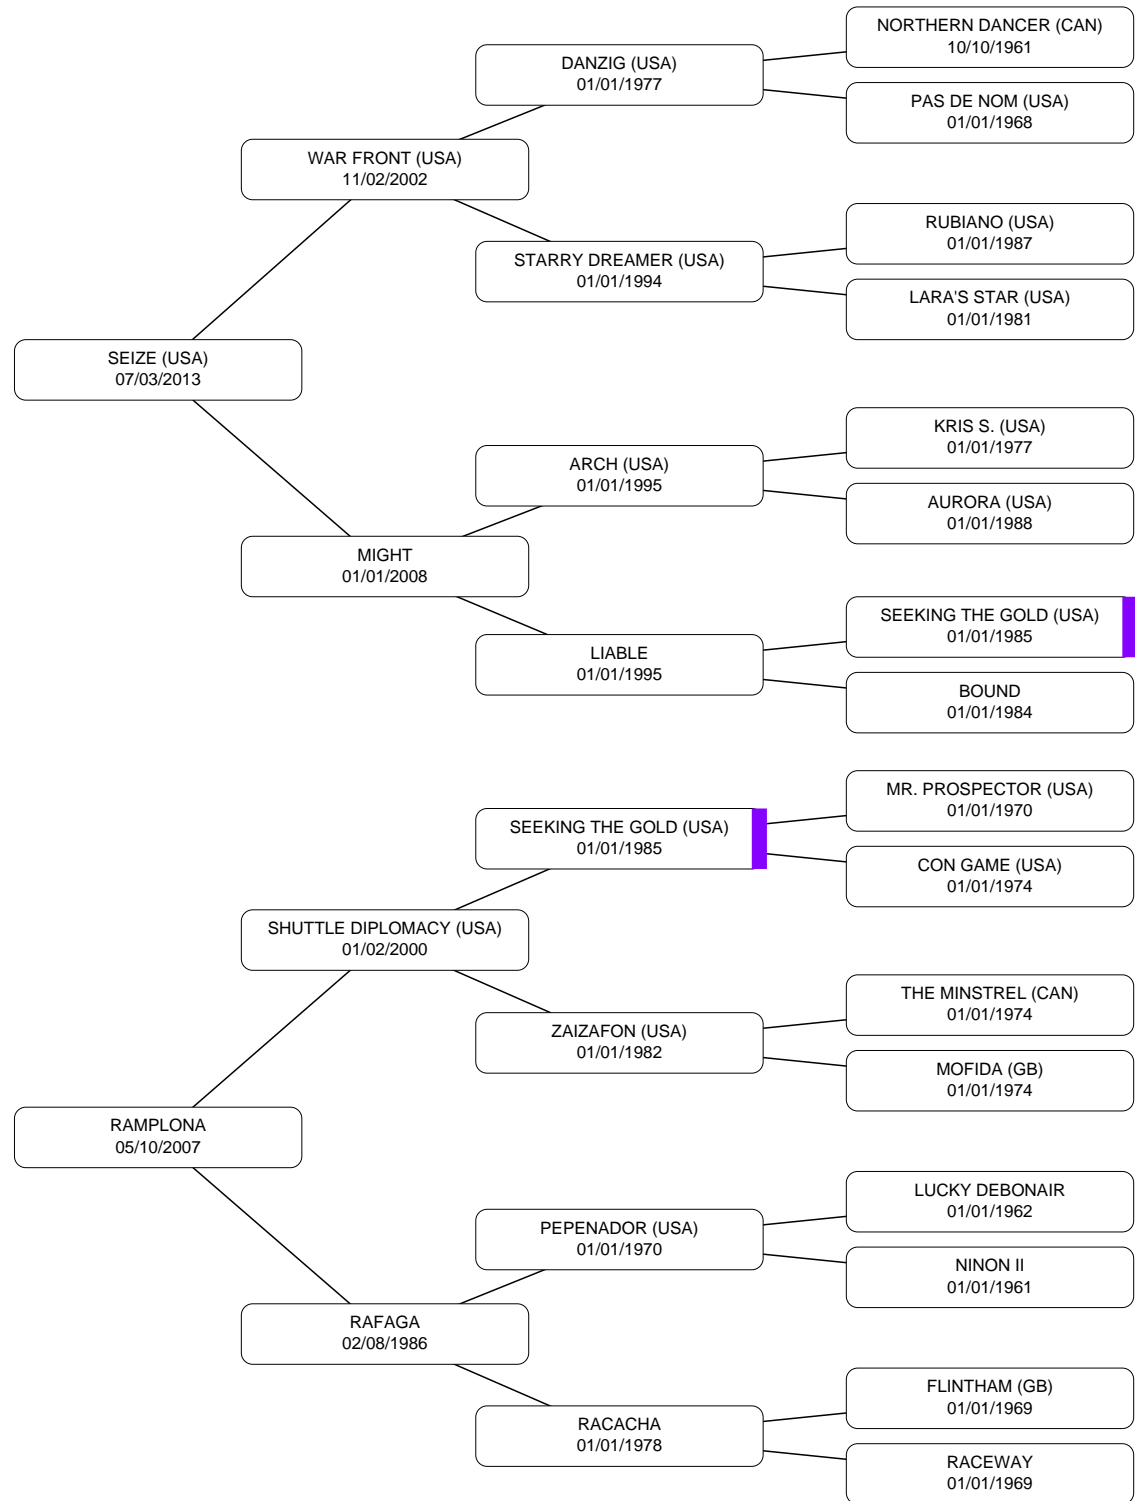 NORTHERN DANCER (CAN)
10/10/1961
DANZIG (USA)
01/01/1977
PAS DE NOM (USA)
01/01/1968
WAR FRONT (USA)
11/02/2002
RUBIANO (USA)
01/01/1987
STARRY DREAMER (USA)
01/01/1994
LARA'S STAR (USA)
01/01/1981
SEIZE (USA)
07/03/2013
KRIS S. (USA)
01/01/1977
ARCH (USA)
01/01/1995
AURORA (USA)
01/01/1988
MIGHT
01/01/2008
SEEKING THE GOLD (USA)
01/01/1985
LIABLE
01/01/1995
BOUND
01/01/1984
MR. PROSPECTOR (USA)
01/01/1970
SEEKING THE GOLD (USA)
01/01/1985
CON GAME (USA)
01/01/1974
SHUTTLE DIPLOMACY (USA)
01/02/2000
THE MINSTREL (CAN)
01/01/1974
ZAIZAFON (USA)
01/01/1982
MOFIDA (GB)
01/01/1974
RAMPLONA
05/10/2007
LUCKY DEBONAIR
01/01/1962
PEPENADOR (USA)
01/01/1970
NINON II
01/01/1961
RAFAGA
02/08/1986
FLINTHAM (GB)
01/01/1969
RACACHA
01/01/1978
RACEWAY
01/01/1969